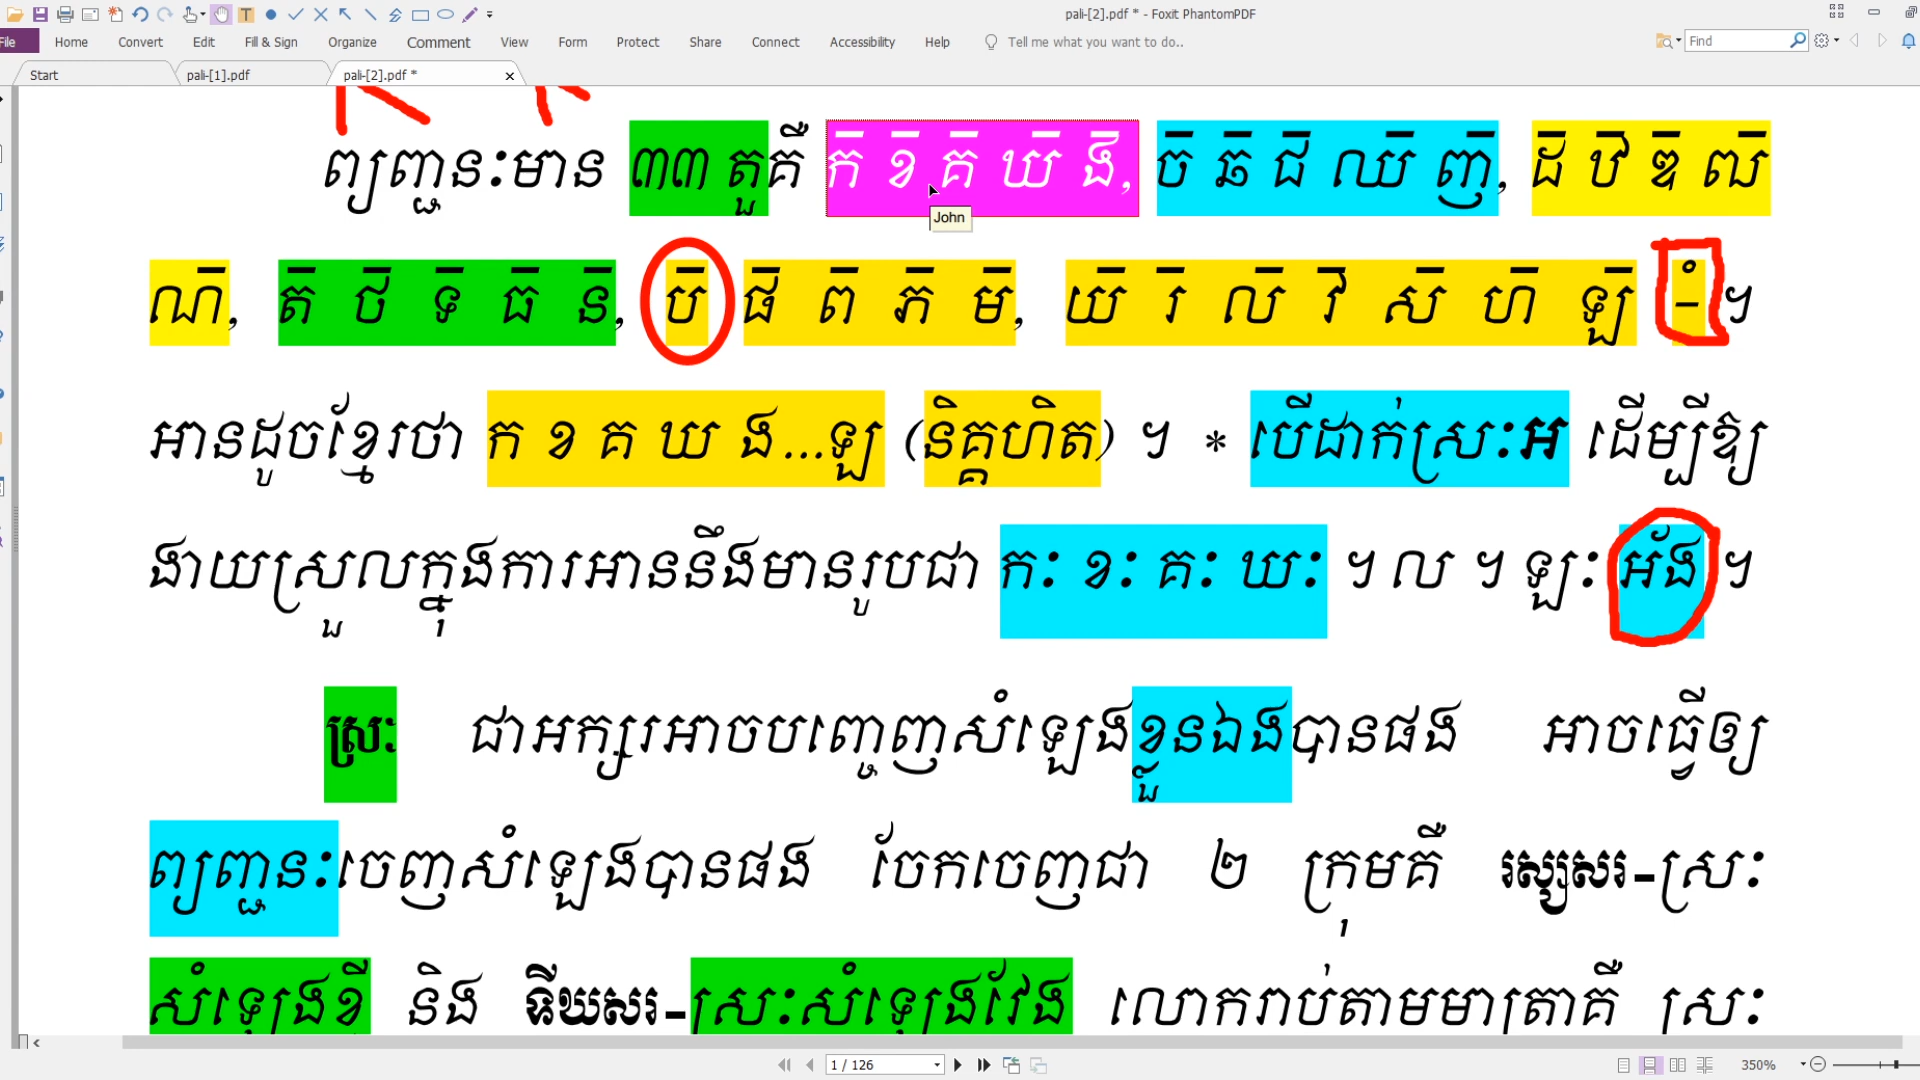 pali-[2].pdf * - Foxit PhantomPDF
File Home Convert Edit Fill & Sign Organize Comment View Form Protect Share Connect Accessibility Help Tell me what you want to do.. Find
Start pali-[1].pdf pali-[2].pdf *
ព្យញ្ជនៈមាន ៣៣ តួគឺ ក៑ ខ៑ គ៑ ឃ៑ ង៑, ច៑ ឆ៑ ជ៑ ឈ៑ ញ៑, ដ៑ ឋ៑ ឌ៑ ឍ៑
John
ណ៑, ត៑ ថ៑ ទ៑ ធ៑ ន៑, ប៑ ផ៑ ព៑ ភ៑ ម៑, យ៑ រ៑ ល៑ វ៑ ស៑ ហ៑ ឡ៑ -ំ ។
អានដូចខ្មែរថា ក ខ គ ឃ ង...ឡ (និគ្គហិត) ។ * បើដាក់ស្រៈអ ដើម្បីឱ្យ
ងាយស្រួលក្នុងការអាននឹងមានរូបជា កៈ ខៈ គៈ ឃៈ ។ ល ។ ឡៈ អ័ង ។
ស្រៈ ជាអក្សរអាចបញ្ចេញសំឡេងខ្លួនឯងបានផង អាចធ្វើឲ្យ
ព្យញ្ជនៈចេញសំឡេងបានផង ចែកចេញជា ២ ក្រុមគឺ រស្សសរ-ស្រៈ
សំឡេងខ្លី និង ទីយសរ-ស្រៈសំឡេងវែង លោករាប់តាមមាត្រាគឺ ស្រៈ
1 / 126
350%